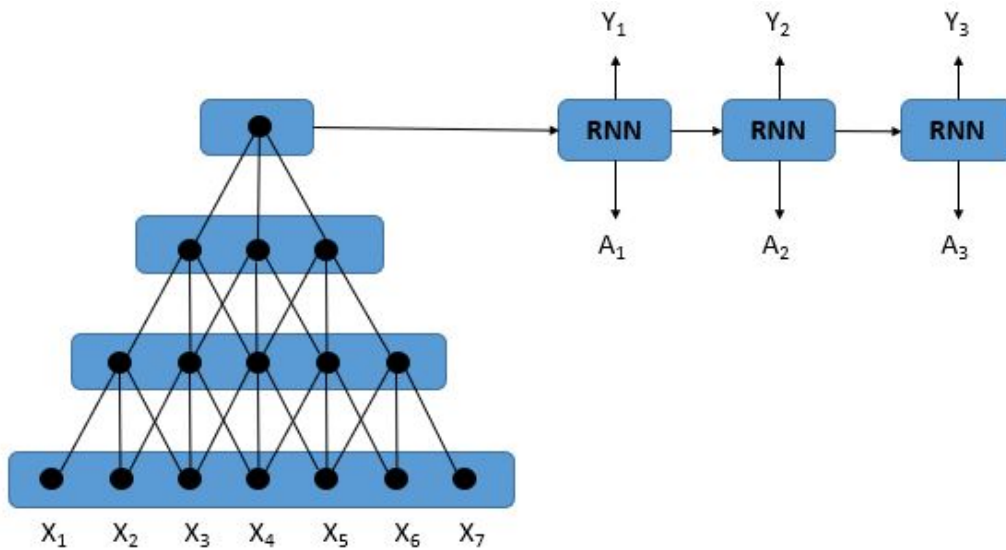 Y₁ Y₂ Y₃
RNN RNN RNN
A₁ A₂ A₃
X₁ X₂ X₃ X₄ X₅ X₆ X₇